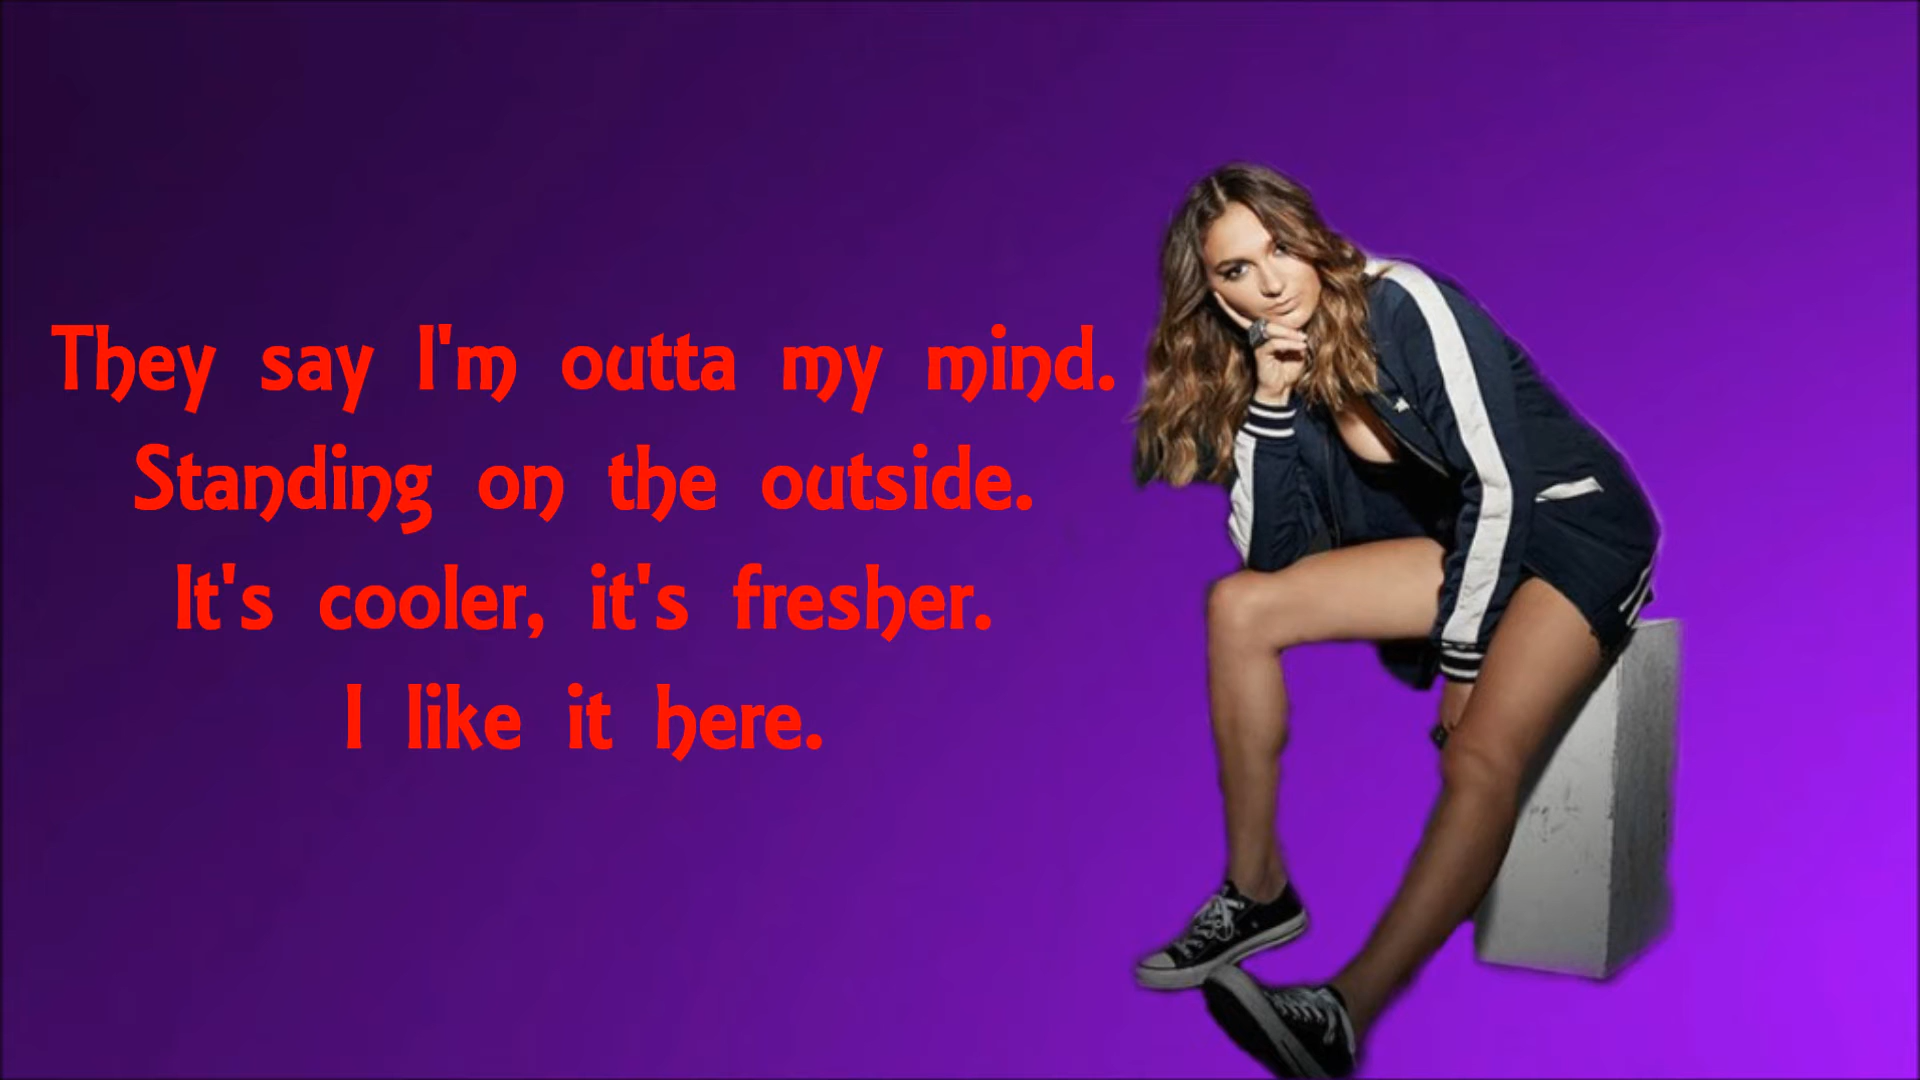 They say I'm outta my mind.
Standing on the outside.
It's cooler, it's fresher.
I like it here.